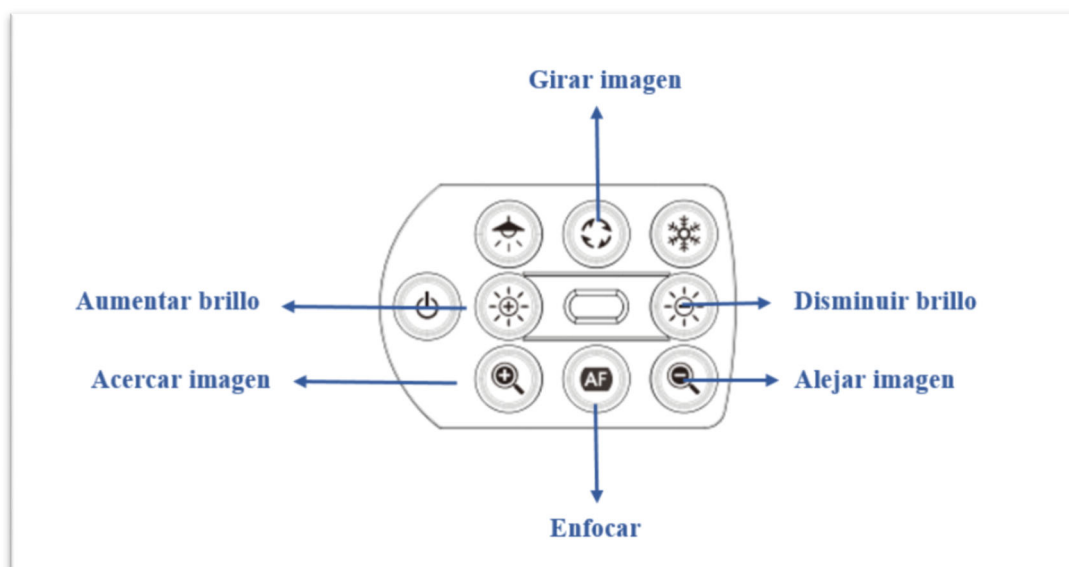 Girar imagen
Aumentar brillo
Disminuir brillo
Acercar imagen
AF
Alejar imagen
Enfocar